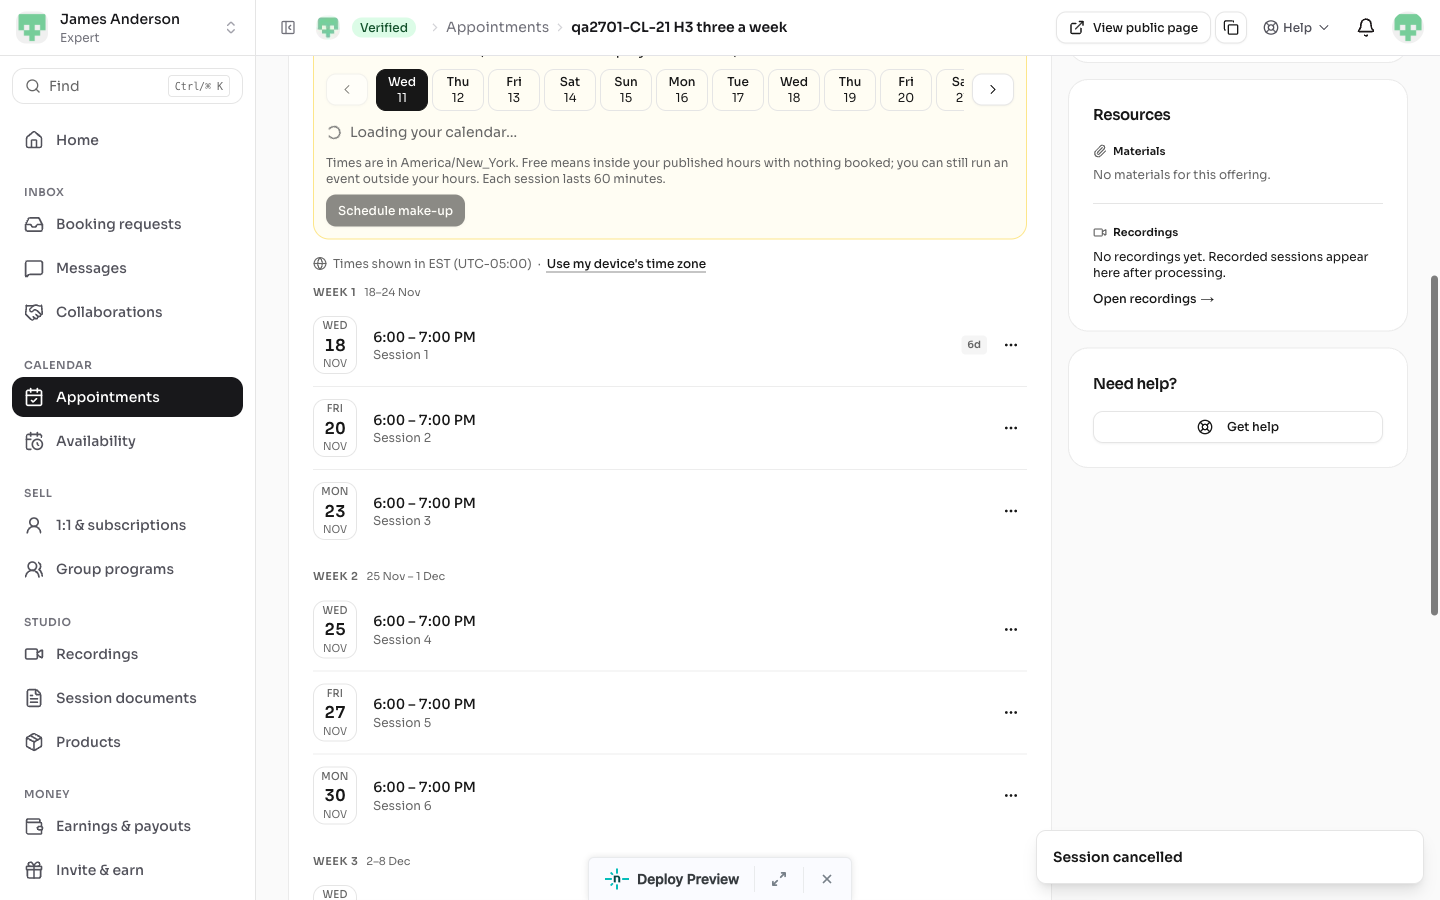 James Anderson
Expert
Find
Ctrl/⌘ K
Home
INBOX
Booking requests
Messages
Collaborations
CALENDAR
Appointments
Availability
SELL
1:1 & subscriptions
Group programs
STUDIO
Recordings
Session documents
Products
MONEY
Earnings & payouts
Invite & earn
Verified
Appointments
qa2701-CL-21 H3 three a week
View public page
Help
Wed 11
Thu 12
Fri 13
Sat 14
Sun 15
Mon 16
Tue 17
Wed 18
Thu 19
Fri 20
Loading your calendar...
Times are in America/New_York. Free means inside your published hours with nothing booked; you can still run an
event outside your hours. Each session lasts 60 minutes.
Schedule make-up
Times shown in EST (UTC-05:00) · Use my device's time zone
WEEK 1 18–24 Nov
WED
18
NOV
6:00 – 7:00 PM
Session 1
6d
FRI
20
NOV
6:00 – 7:00 PM
Session 2
MON
23
NOV
6:00 – 7:00 PM
Session 3
WEEK 2 25 Nov – 1 Dec
WED
25
NOV
6:00 – 7:00 PM
Session 4
FRI
27
NOV
6:00 – 7:00 PM
Session 5
MON
30
NOV
6:00 – 7:00 PM
Session 6
WEEK 3 2–8 Dec
WED
Resources
Materials
No materials for this offering.
Recordings
No recordings yet. Recorded sessions appear
here after processing.
Open recordings →
Need help?
Get help
Deploy Preview
Session cancelled